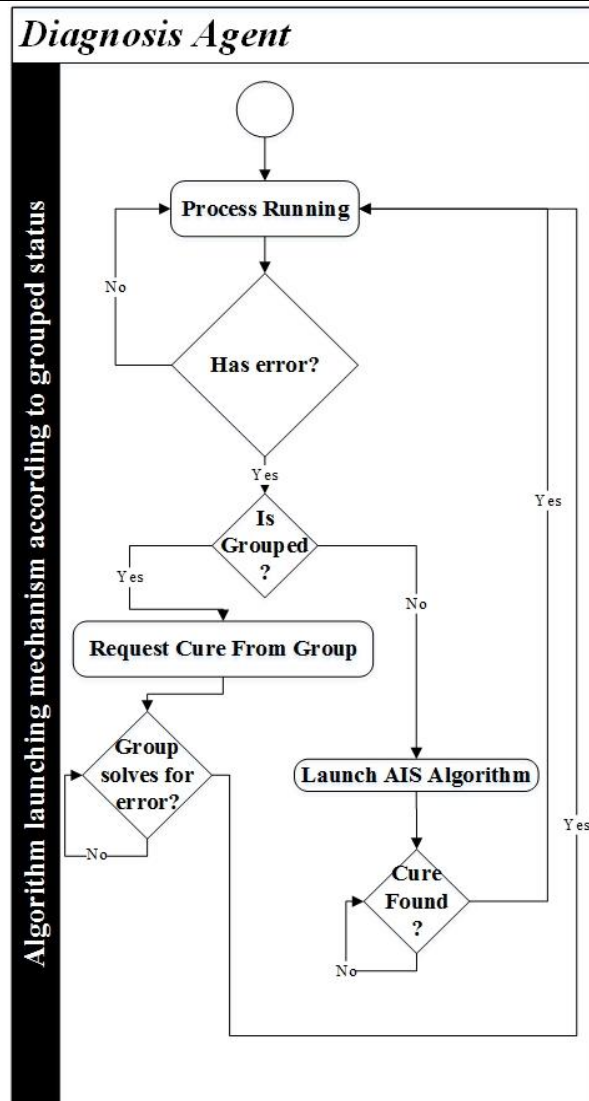 Diagnosis Agent
Algorithm launching mechanism according to grouped status
Process Running
No
Has error?
Yes
Is
Grouped
?
Yes
No
Yes
Request Cure From Group
Group
solves for
error?
No
Launch AIS Algorithm
Yes
Cure
Found
?
No